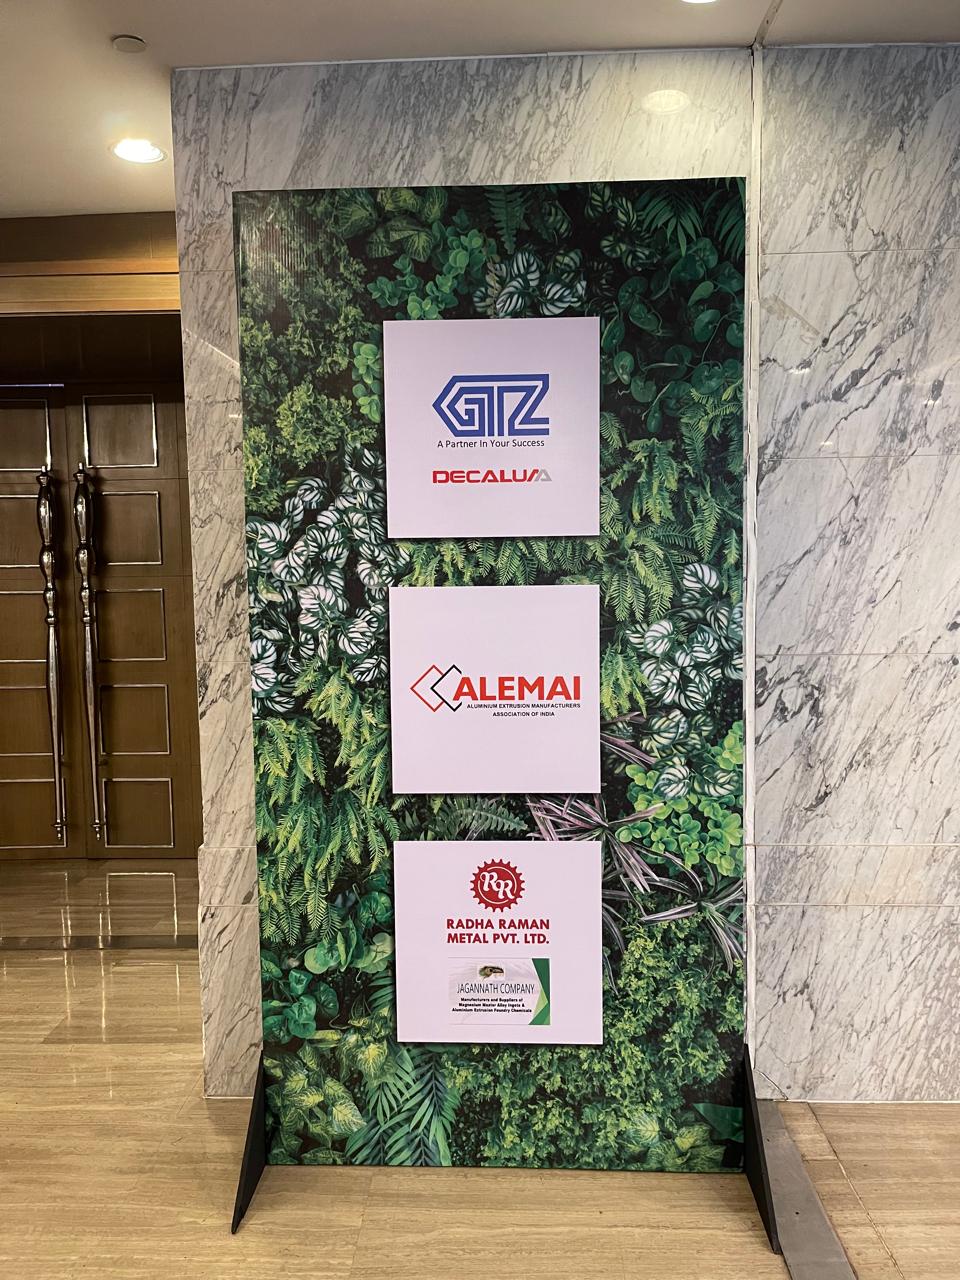 GTZ
A Partner In Your Success
DECALUM
ALEMAI
ALUMINIUM EXTRUSION MANUFACTURERS
ASSOCIATION OF INDIA
RR
RADHA RAMAN
METAL PVT. LTD.
JAGANNATH COMPANY
Manufacturers and Suppliers of
Magnesium Master Alloy Ingots &
Aluminium Extrusion Foundry Chemicals